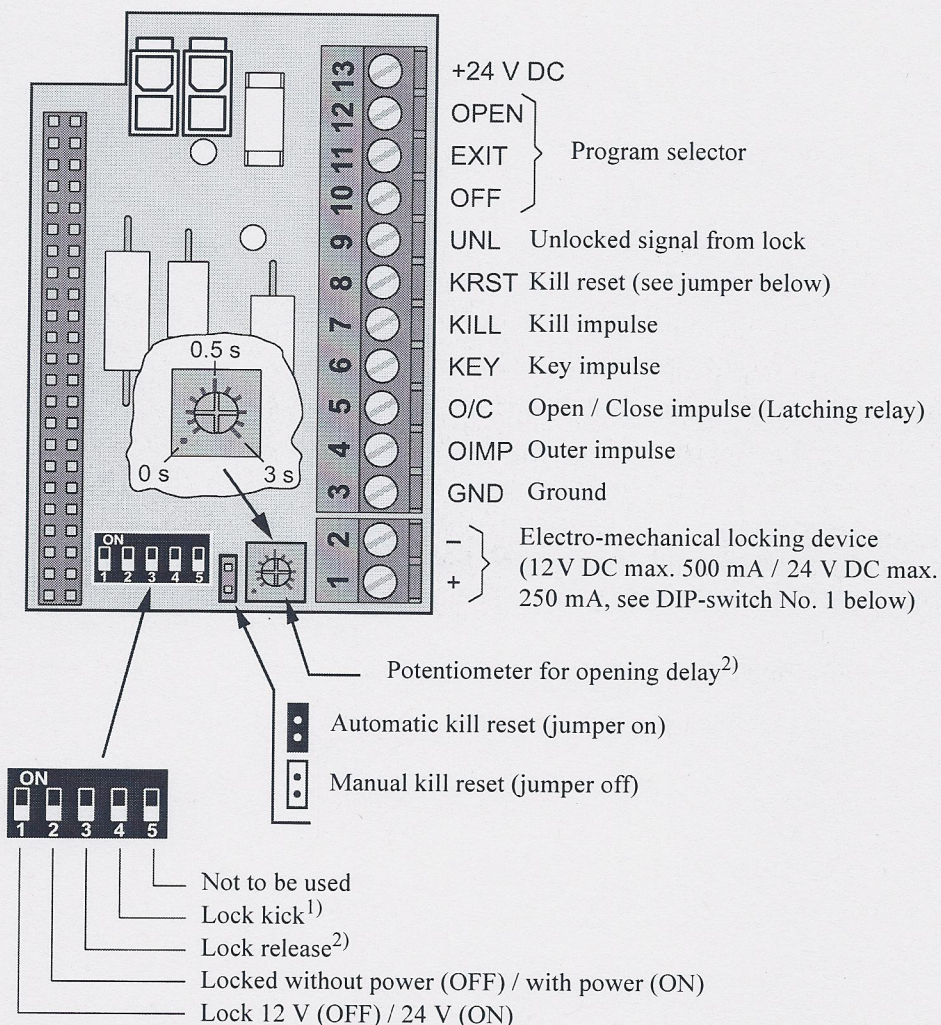 13 +24 V DC
12 OPEN
11 EXIT Program selector
10 OFF
9 UNL Unlocked signal from lock
8 KRST Kill reset (see jumper below)
7 KILL Kill impulse
6 KEY Key impulse
5 O/C Open / Close impulse (Latching relay)
4 OIMP Outer impulse
3 GND Ground
0.5 s
0 s 3 s
2 – Electro-mechanical locking device
1 + (12 V DC max. 500 mA / 24 V DC max.
250 mA, see DIP-switch No. 1 below)
ON
1 2 3 4 5
Potentiometer for opening delay2)
Automatic kill reset (jumper on)
Manual kill reset (jumper off)
ON
1 2 3 4 5
Not to be used
Lock kick1)
Lock release2)
Locked without power (OFF) / with power (ON)
Lock 12 V (OFF) / 24 V (ON)